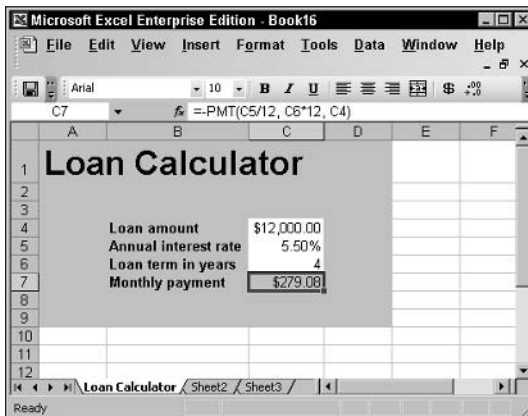 Microsoft Excel Enterprise Edition - Book16
File Edit View Insert Format Tools Data Window Help
Arial 10 B I U $
C7 fx =-PMT(C5/12, C6*12, C4)
A B C D E F
1 Loan Calculator
2
3
4 Loan amount $12,000.00
5 Annual interest rate 5.50%
6 Loan term in years 4
7 Monthly payment $279.08
8
9
10
11
12
Loan Calculator Sheet2 Sheet3
Ready